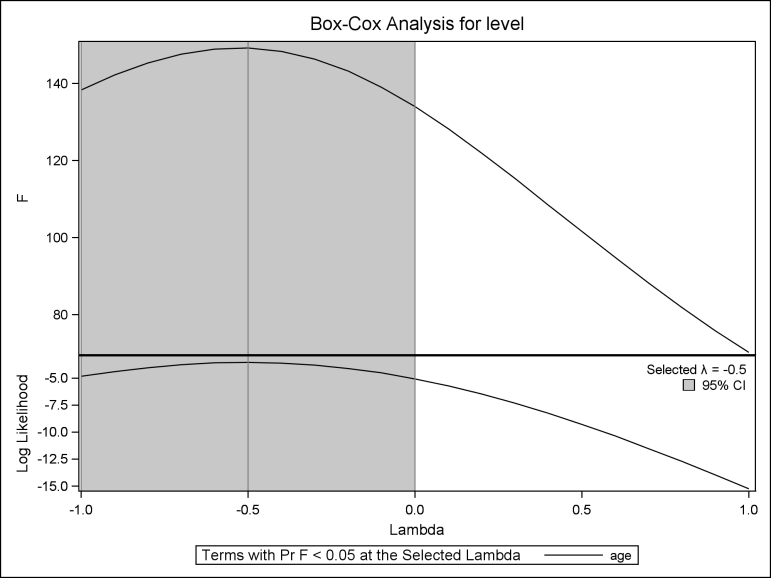 Box-Cox Analysis for level
F
140
120
100
80
Log Likelihood
-5.0
-7.5
-10.0
-12.5
-15.0
Selected λ = -0.5
95% CI
-1.0 -0.5 0.0 0.5 1.0
Lambda
Terms with Pr F < 0.05 at the Selected Lambda age